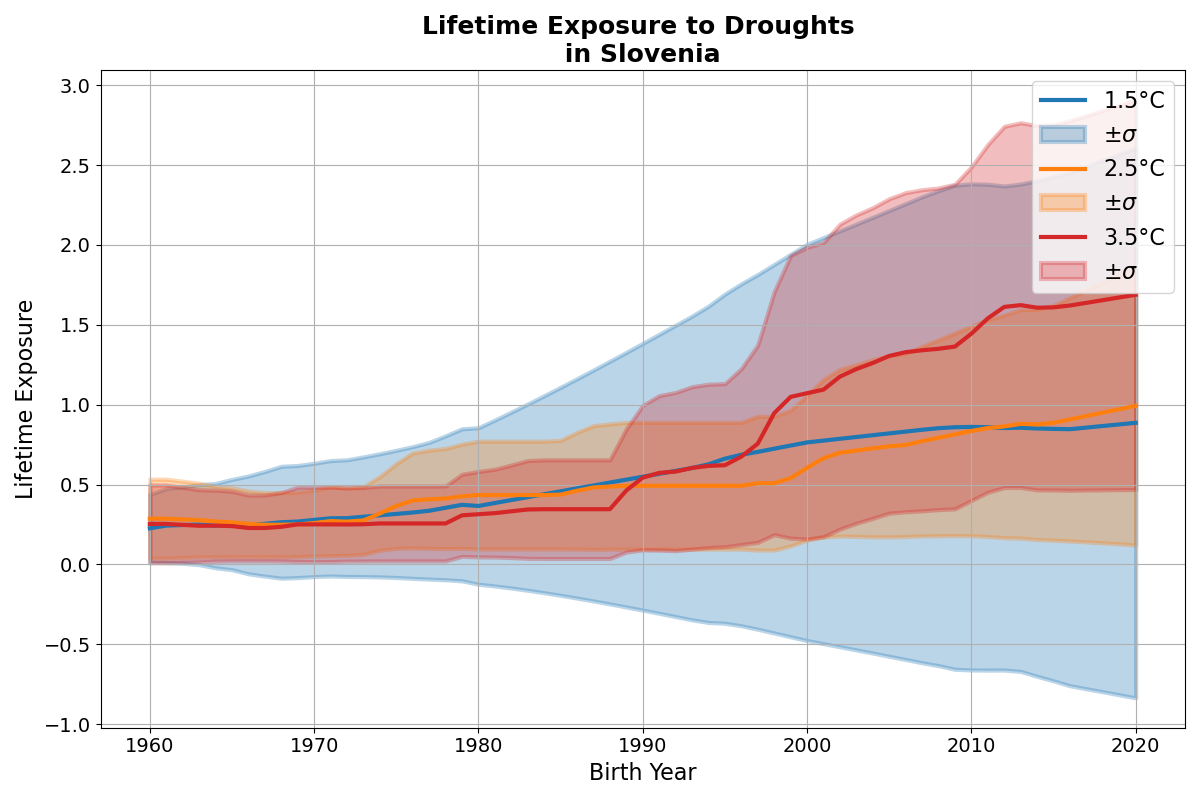 Lifetime Exposure to Droughts
in Slovenia
3.0
2.5
2.0
1.5
1.0
0.5
0.0
−0.5
−1.0
Lifetime Exposure
1.5°C
±σ
2.5°C
±σ
3.5°C
±σ
1960 1970 1980 1990 2000 2010 2020
Birth Year